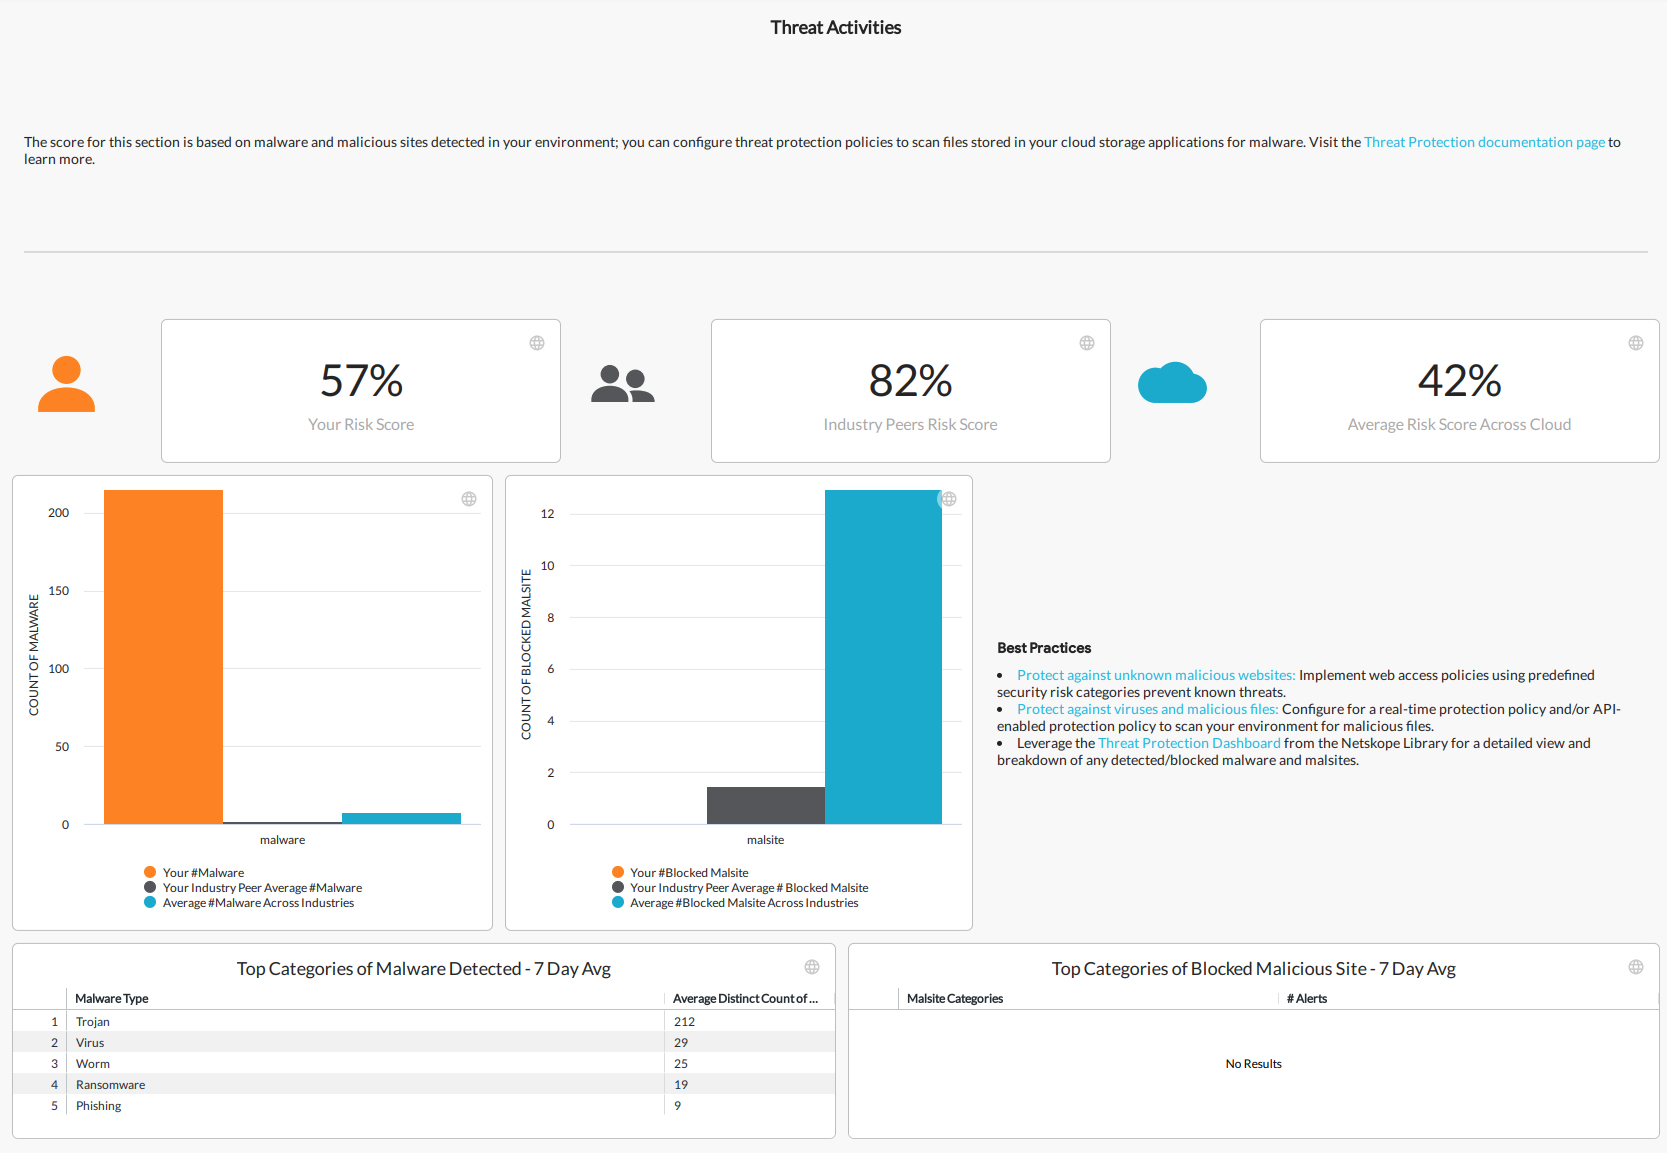 Threat Activities
The score for this section is based on malware and malicious sites detected in your environment; you can configure threat protection policies to scan files stored in your cloud storage applications for malware. Visit the Threat Protection documentation page to
learn more.
57%
Your Risk Score
82%
Industry Peers Risk Score
42%
Average Risk Score Across Cloud
COUNT OF MALWARE
200
150
100
50
0
malware
Your #Malware
Your Industry Peer Average #Malware
Average #Malware Across Industries
COUNT OF BLOCKED MALSITE
12
10
8
6
4
2
0
malsite
Your #Blocked Malsite
Your Industry Peer Average # Blocked Malsite
Average #Blocked Malsite Across Industries
Best Practices
• Protect against unknown malicious websites: Implement web access policies using predefined
security risk categories prevent known threats.
• Protect against viruses and malicious files: Configure for a real-time protection policy and/or API-
enabled protection policy to scan your environment for malicious files.
• Leverage the Threat Protection Dashboard from the Netskope Library for a detailed view and
breakdown of any detected/blocked malware and malsites.
Top Categories of Malware Detected - 7 Day Avg
Malware Type Average Distinct Count of ...
1 Trojan 212
2 Virus 29
3 Worm 25
4 Ransomware 19
5 Phishing 9
Top Categories of Blocked Malicious Site - 7 Day Avg
Malsite Categories # Alerts
No Results